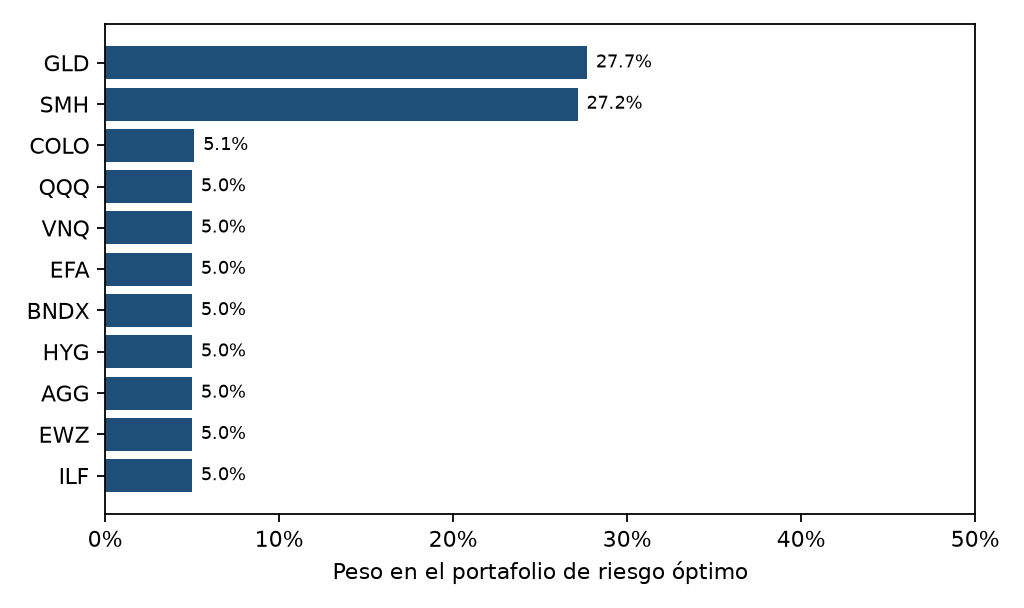 GLD 27.7%
SMH 27.2%
COLO 5.1%
QQQ 5.0%
VNQ 5.0%
EFA 5.0%
BNDX 5.0%
HYG 5.0%
AGG 5.0%
EWZ 5.0%
ILF 5.0%
0% 10% 20% 30% 40% 50%
Peso en el portafolio de riesgo óptimo